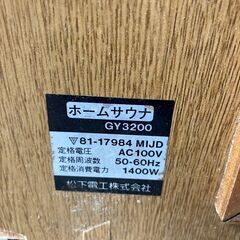 ホームサウナ
GY3200
▽81-17984 MIJD
定格電圧 AC100V
定格周波数 50-60Hz
定格消費電力 1400W
松下電工株式会社